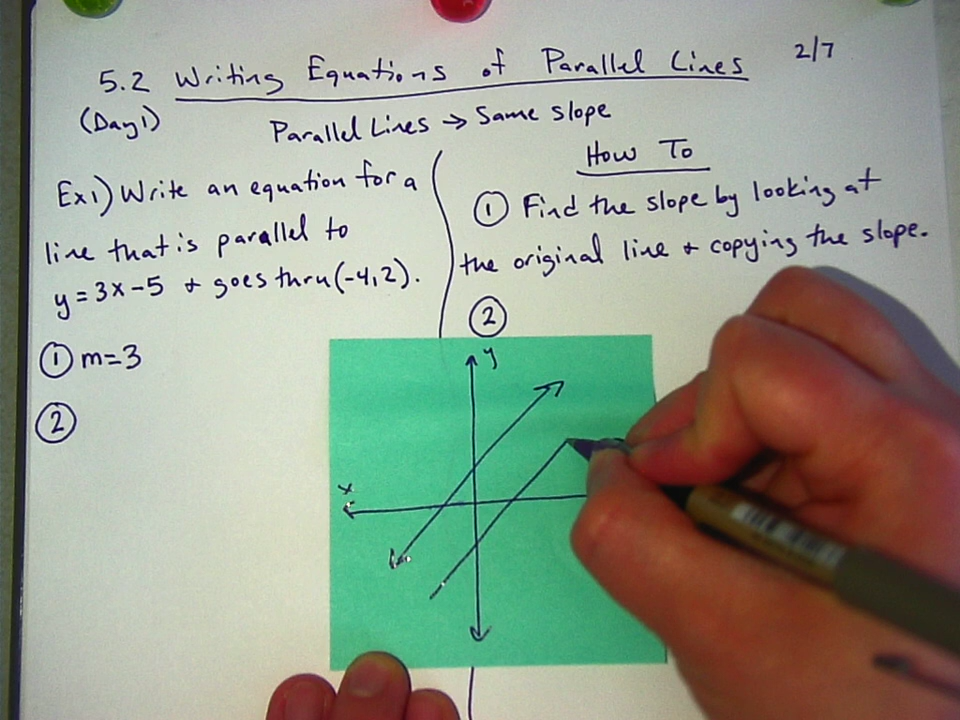 5.2 Writing Equations of Parallel Lines 2/7
(Day 1)
Parallel Lines → Same slope
Ex1) Write an equation for a
line that is parallel to
y = 3x - 5 + goes thru (-4, 2).
① m = 3
②
How To
① Find the slope by looking at
the original line + copying the slope.
②
y
x